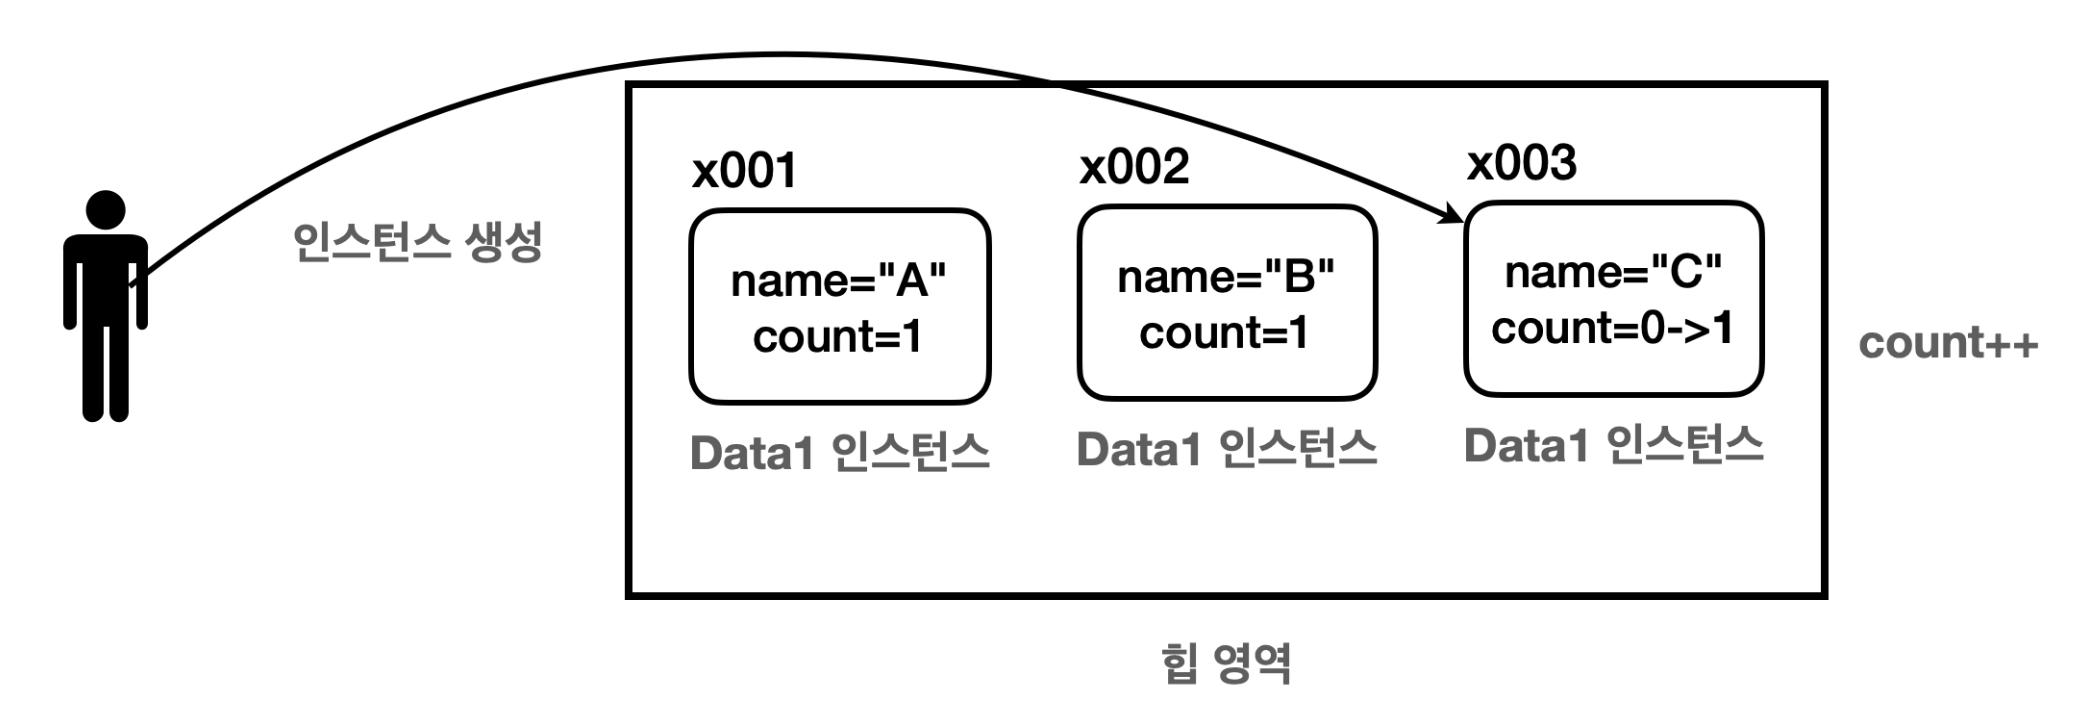 인스턴스 생성
x001
name="A"
count=1
Data1 인스턴스
x002
name="B"
count=1
Data1 인스턴스
x003
name="C"
count=0->1
Data1 인스턴스
count++
힙 영역